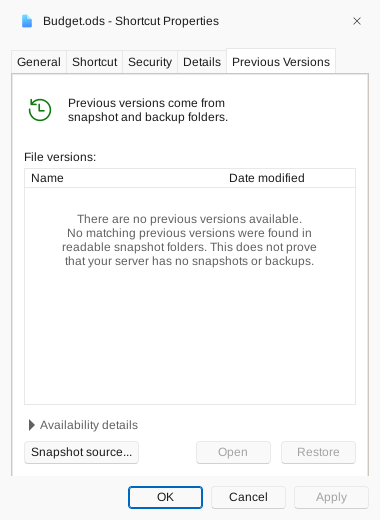 Budget.ods - Shortcut Properties
General Shortcut Security Details Previous Versions
Previous versions come from
snapshot and backup folders.
File versions:
Name Date modified
There are no previous versions available.
No matching previous versions were found in
readable snapshot folders. This does not prove
that your server has no snapshots or backups.
Availability details
Snapshot source... Open Restore
OK Cancel Apply